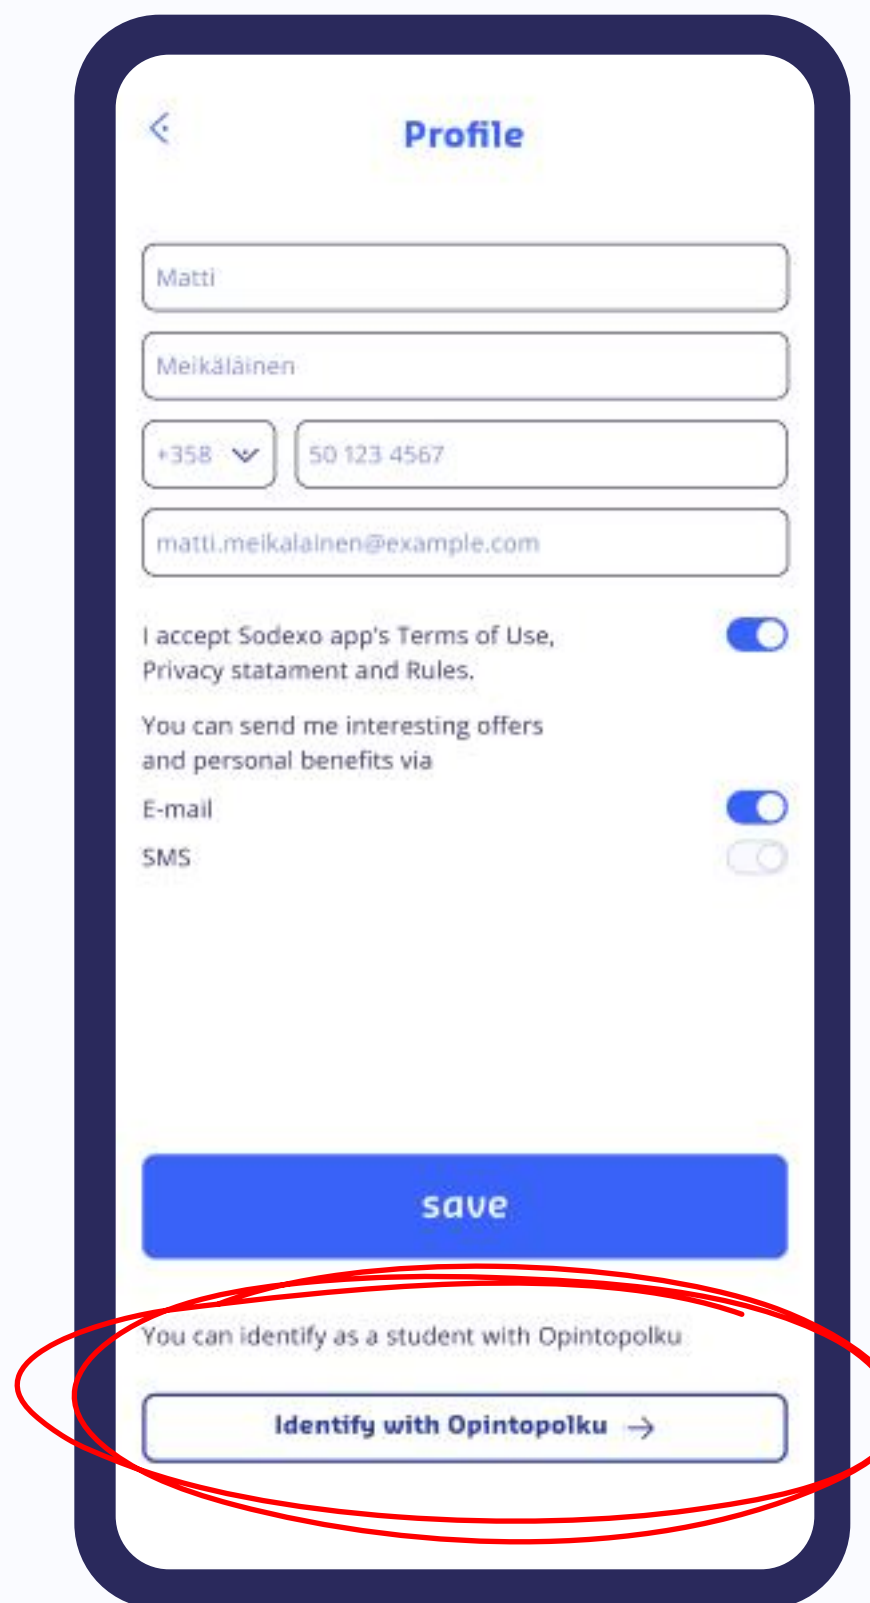 Profile
Matti
Meikäläinen
+358 50 123 4567
matti.meikalainen@example.com
I accept Sodexo app's Terms of Use,
Privacy statament and Rules.
You can send me interesting offers
and personal benefits via
E-mail
SMS
save
You can identify as a student with Opintopolku
Identify with Opintopolku →